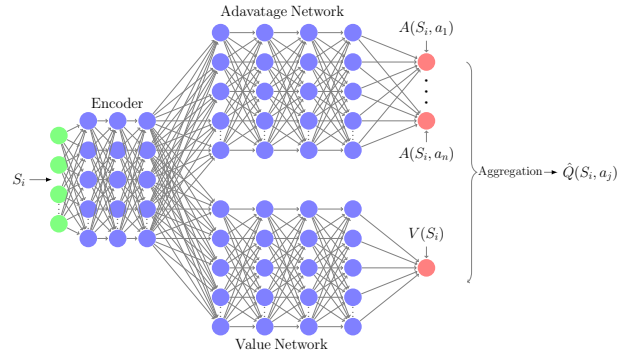 Adavatage Network
A(S_i, a_1)
Encoder
S_i
A(S_i, a_n)
Aggregation
Q̂(S_i, a_j)
V(S_i)
Value Network